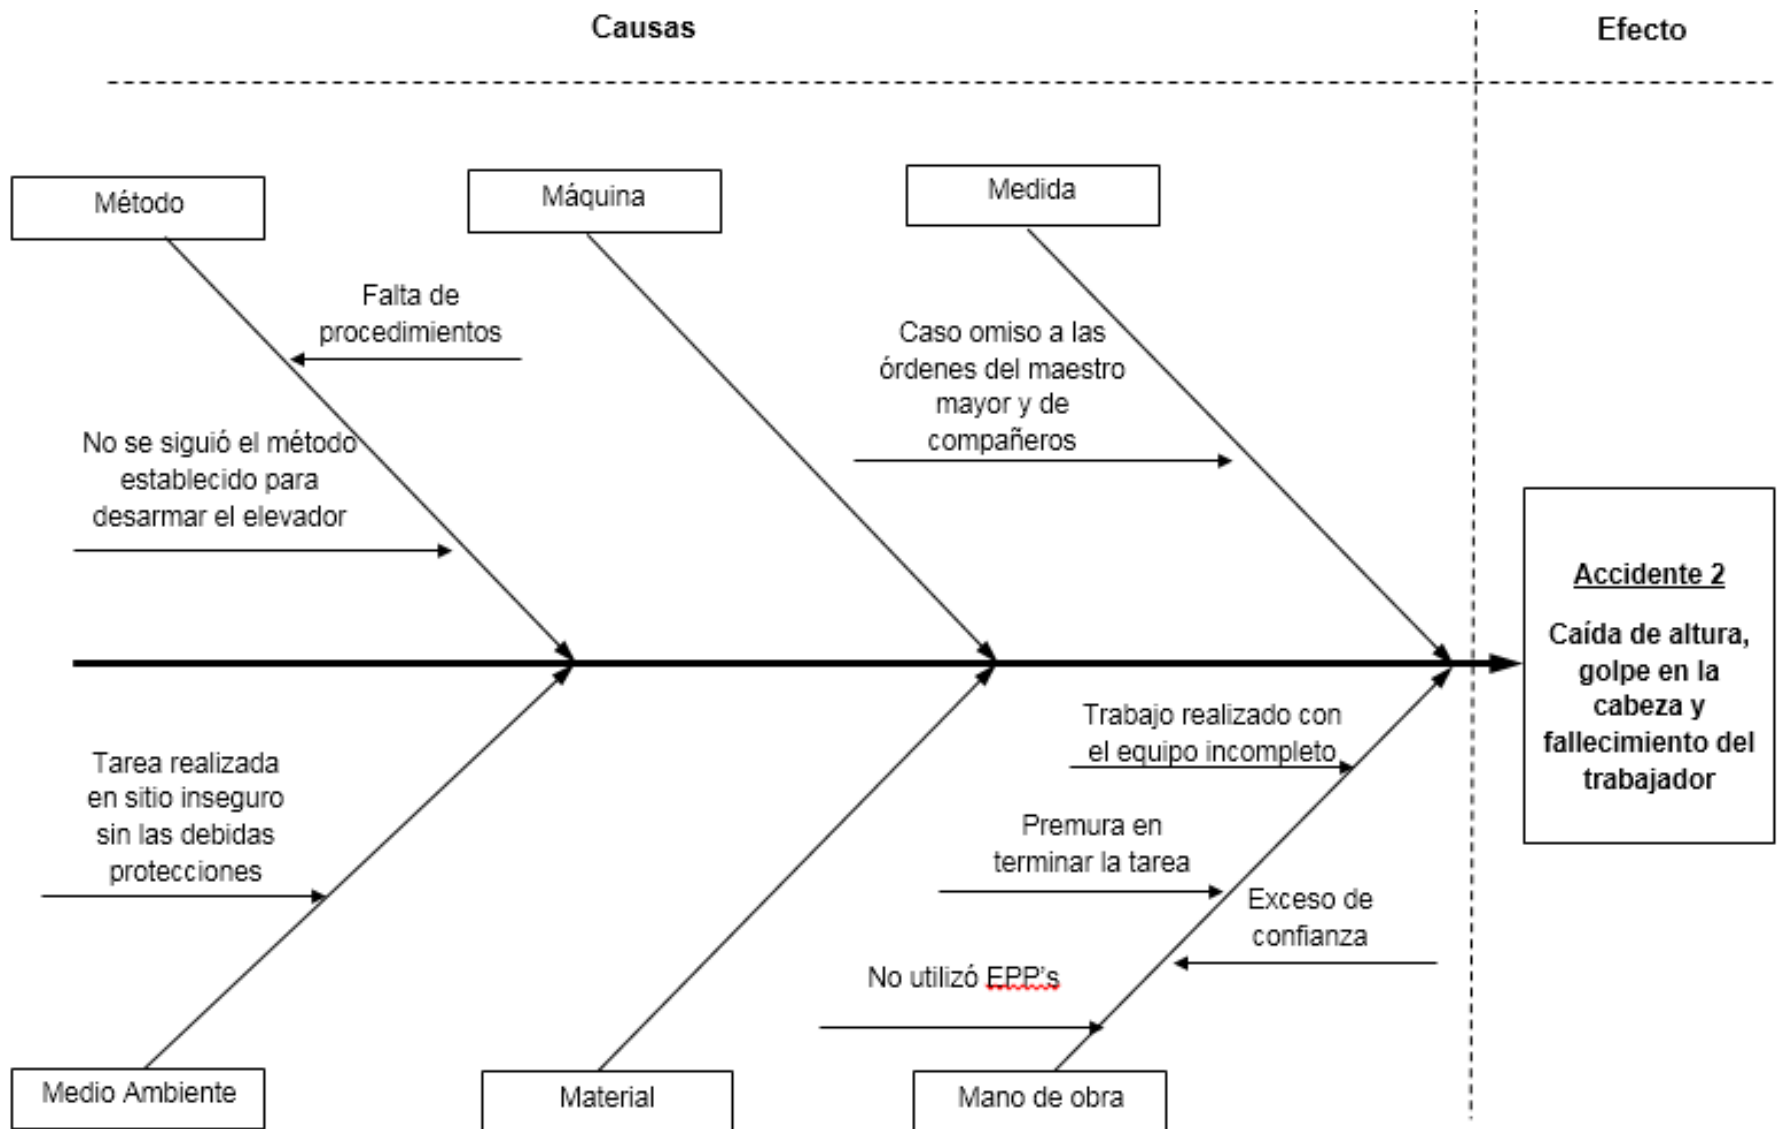 Causas
Efecto
Método
Máquina
Medida
Falta de
procedimientos
Caso omiso a las
órdenes del maestro
mayor y de
compañeros
No se siguió el método
establecido para
desarmar el elevador
Accidente 2
Caída de altura,
golpe en la
cabeza y
fallecimiento del
trabajador
Trabajo realizado con
el equipo incompleto
Tarea realizada
en sitio inseguro
sin las debidas
protecciones
Premura en
terminar la tarea
Exceso de
confianza
No utilizó EPP's
Medio Ambiente
Material
Mano de obra